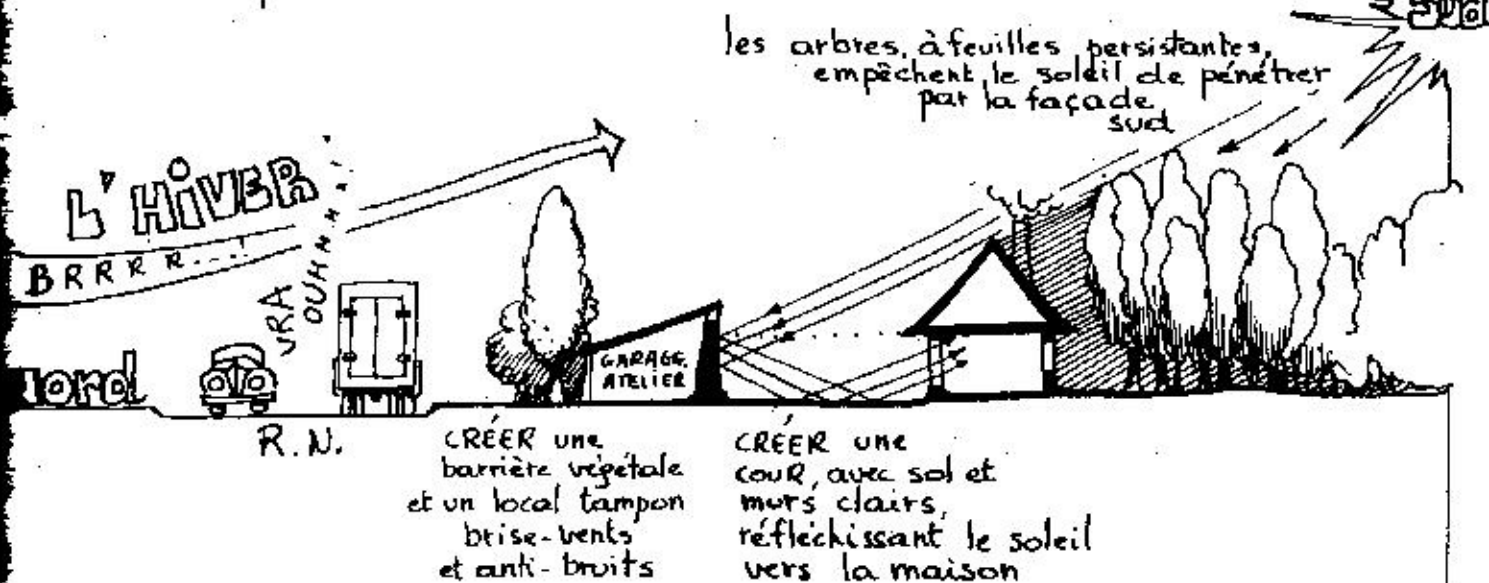 les arbres, à feuilles persistantes,
empêchent le soleil de pénétrer
par la façade
sud
L'HiVER
BRRRR....
VRA
OUMMM
GARAGE
ATELIER
R.N.
CRÉER une
barrière végétale
et un local tampon
brise-vents
et anti-bruits
CRÉER une
couR, avec sol et
murs clairs,
réfléchissant le soleil
vers la maison